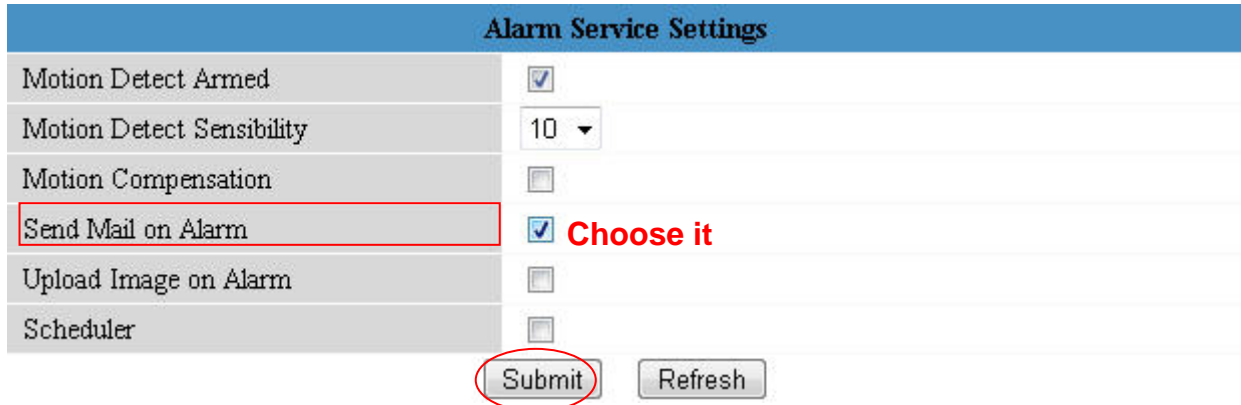 Alarm Service Settings
Motion Detect Armed
Motion Detect Sensibility 10
Motion Compensation
Send Mail on Alarm Choose it
Upload Image on Alarm
Scheduler
Submit Refresh